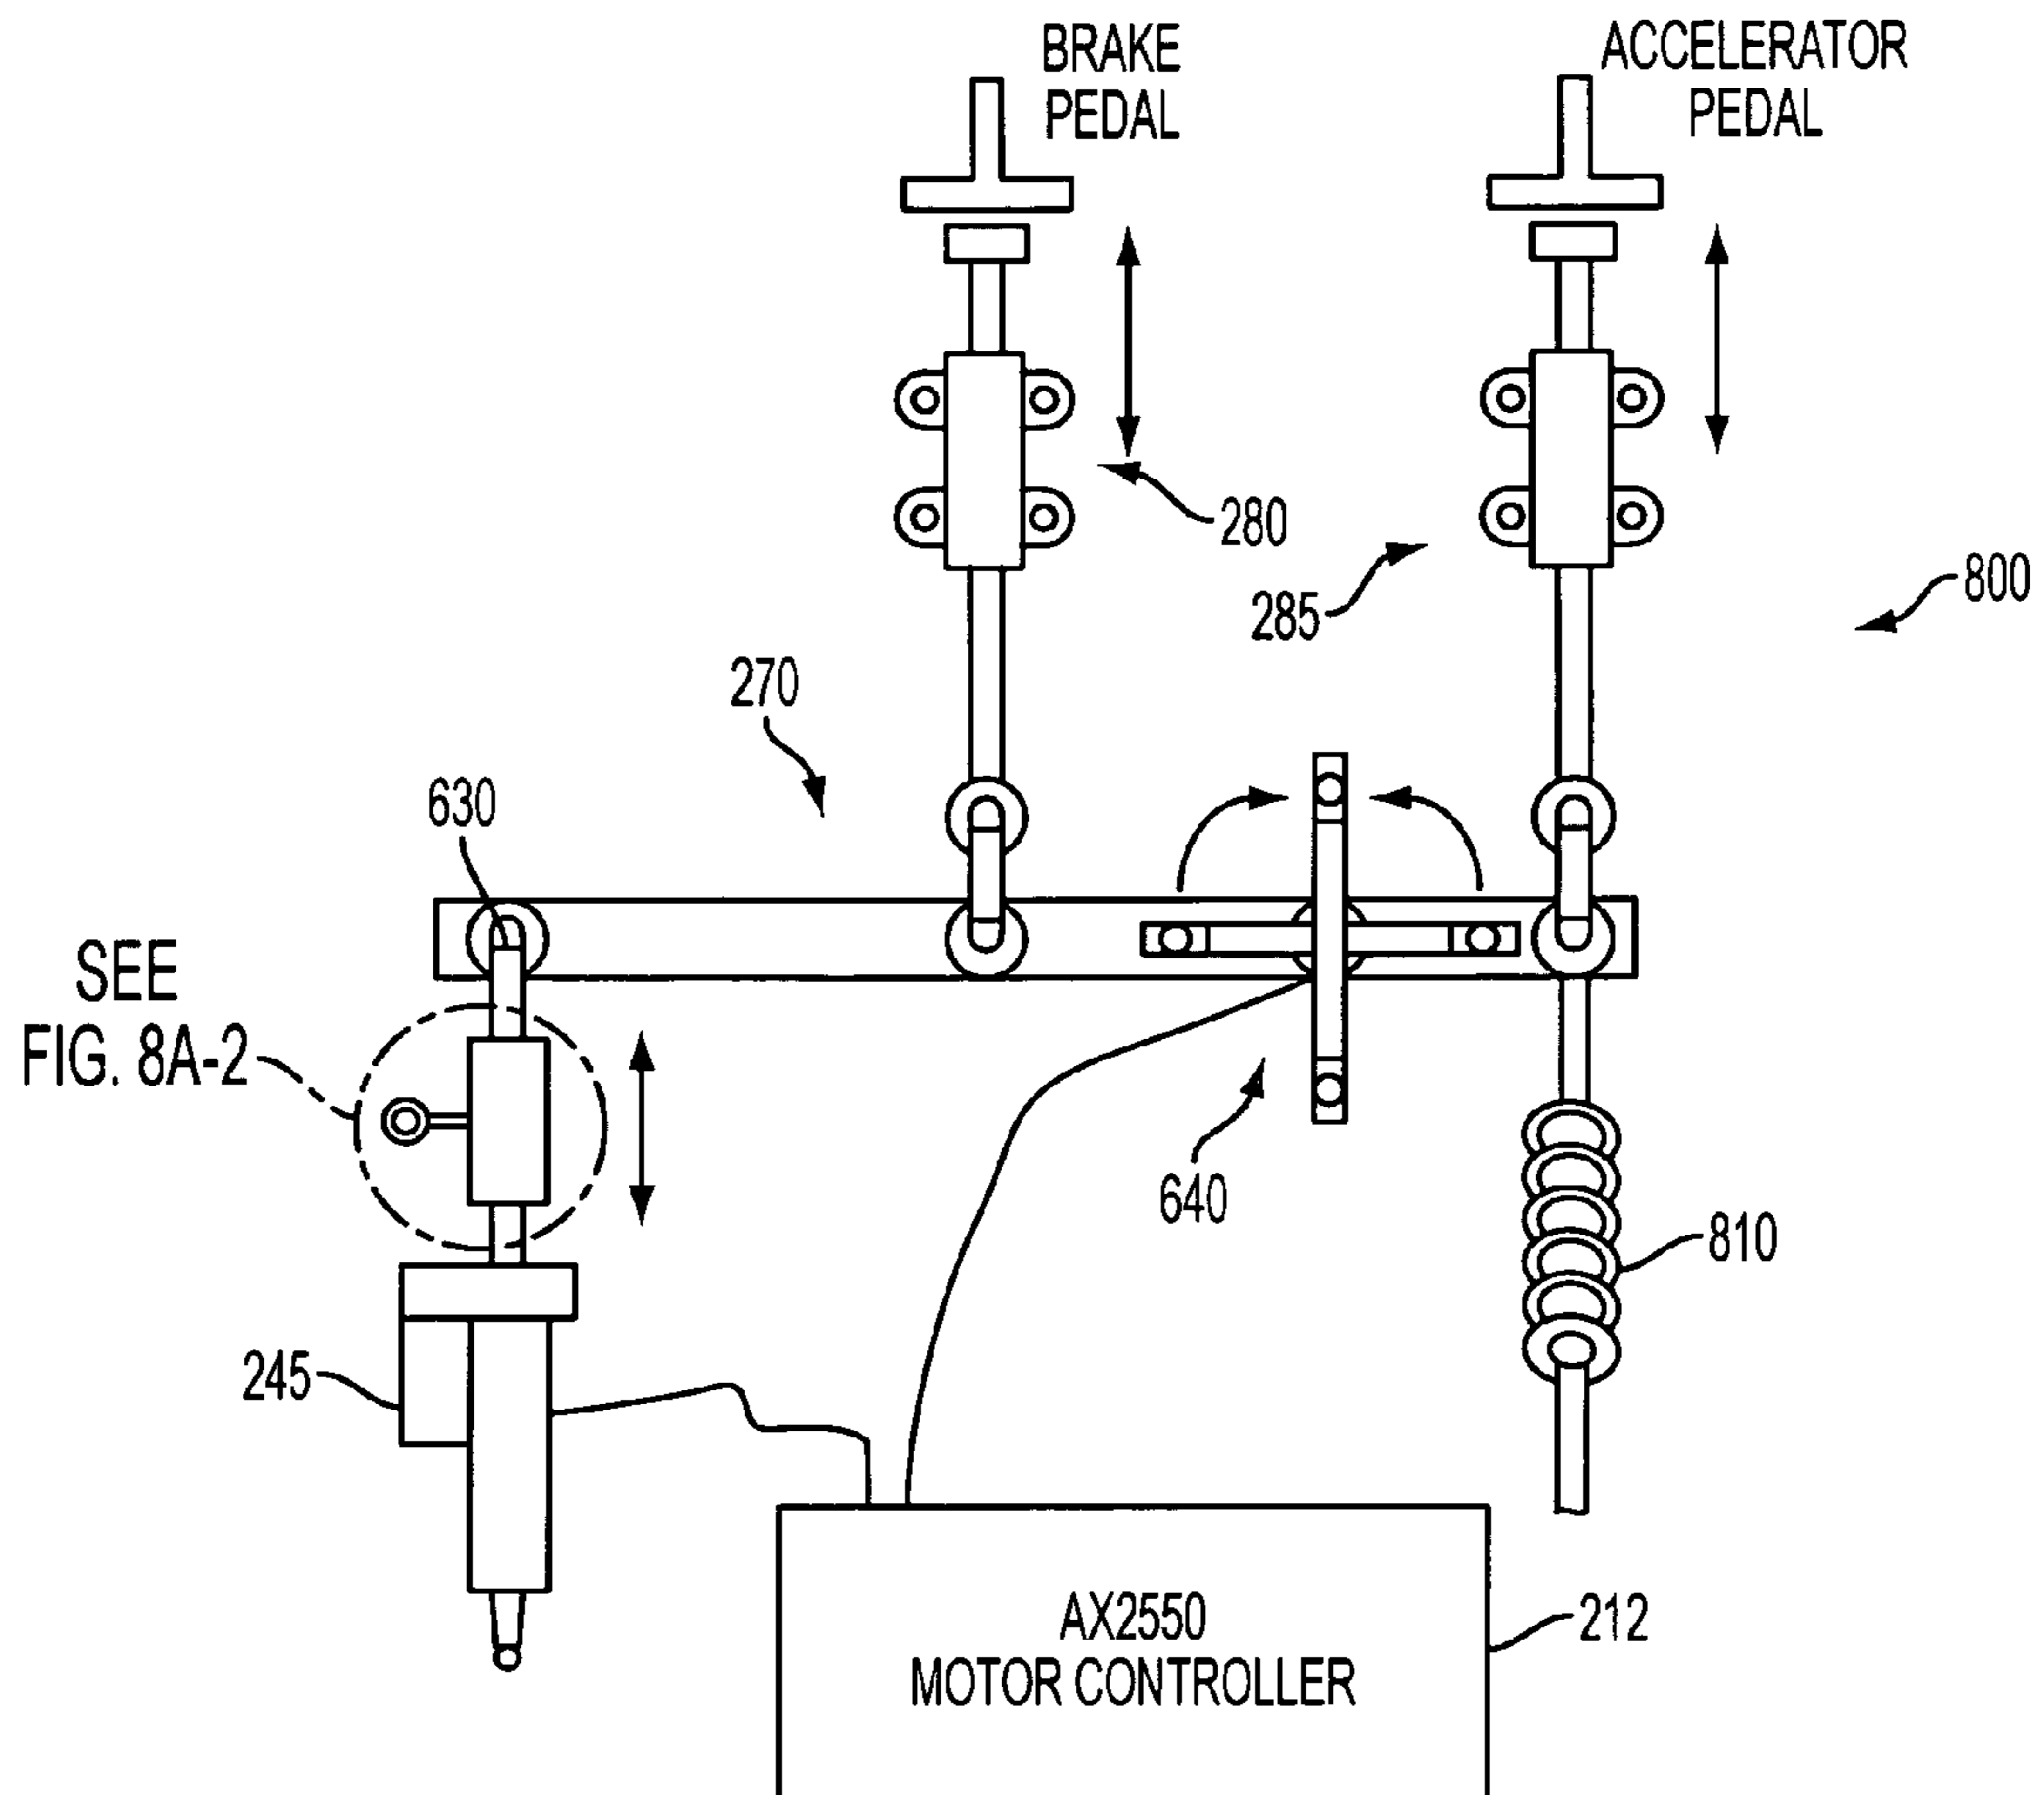 BRAKE
PEDAL
ACCELERATOR
PEDAL
280
285
800
270
630
SEE
FIG. 8A-2
640
810
245
AX2550
MOTOR CONTROLLER
212